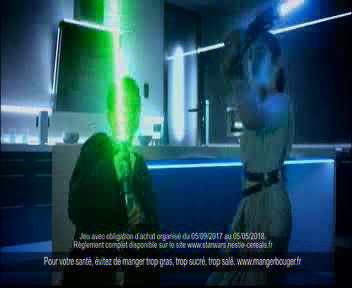 Jeu avec obligation d'achat organisé du 05/09/2017 au 05/05/2018.
Règlement complet disponible sur le site www.starwars.nestle-cereals.fr
Pour votre santé, évitez de manger trop gras, trop sucré, trop salé. www.mangerbouger.fr